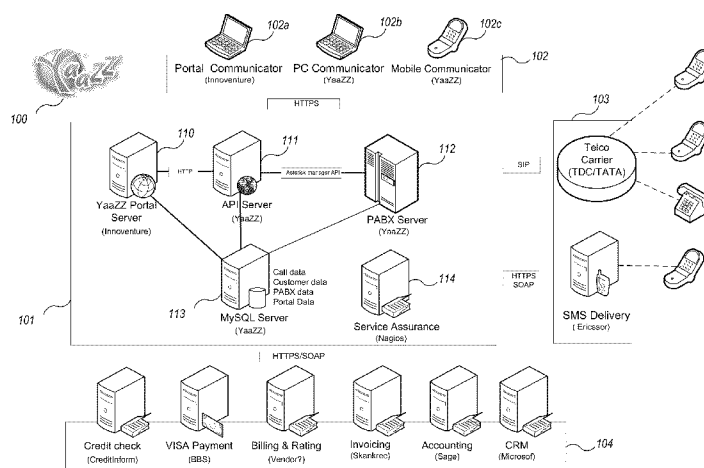 102a
102b
102c
Portal Communicator
(Innoventure)
PC Communicator
(YaaZZ)
Mobile Communicator
(YaaZZ)
102
YaaZZ
100
HTTPS
110
111
112
103
HTTP
Asterisk manager API
SIP
Telco
Carrier
(TDC/TATA)
YaaZZ Portal
Server
(Innoventure)
API Server
(YaaZZ)
PABX Server
(YaaZZ)
Call data
Customer data
PABX data
Portal Data
113
MySQL Server
(YaaZZ)
114
Service Assurance
(Nagios)
HTTPS
SOAP
SMS Delivery
(Ericsson)
101
HTTPS/SOAP
Credit check
(CreditInform)
VISA Payment
(BBS)
Billing & Rating
(Vendor?)
Invoicing
(Skankred)
Accounting
(Sage)
CRM
(Microsof)
104